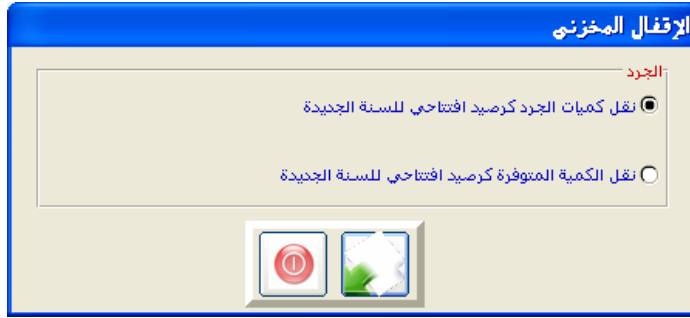 الإقفال المخزني
الجرد
نقل كميات الجرد كرصيد افتتاحي للسنة الجديدة
نقل الكمية المتوفرة كرصيد افتتاحي للسنة الجديدة